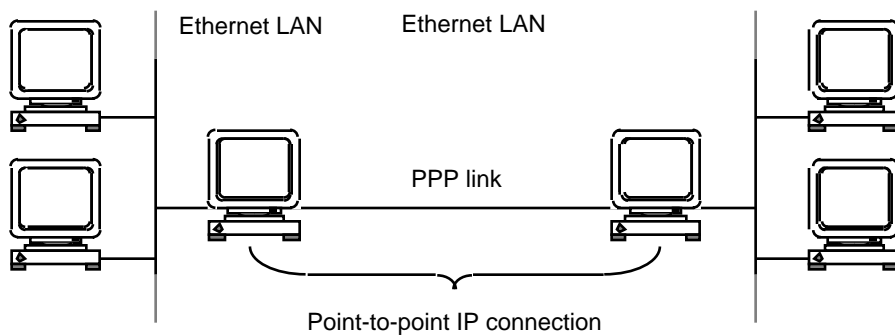 Ethernet LAN
Ethernet LAN
PPP link
Point-to-point IP connection